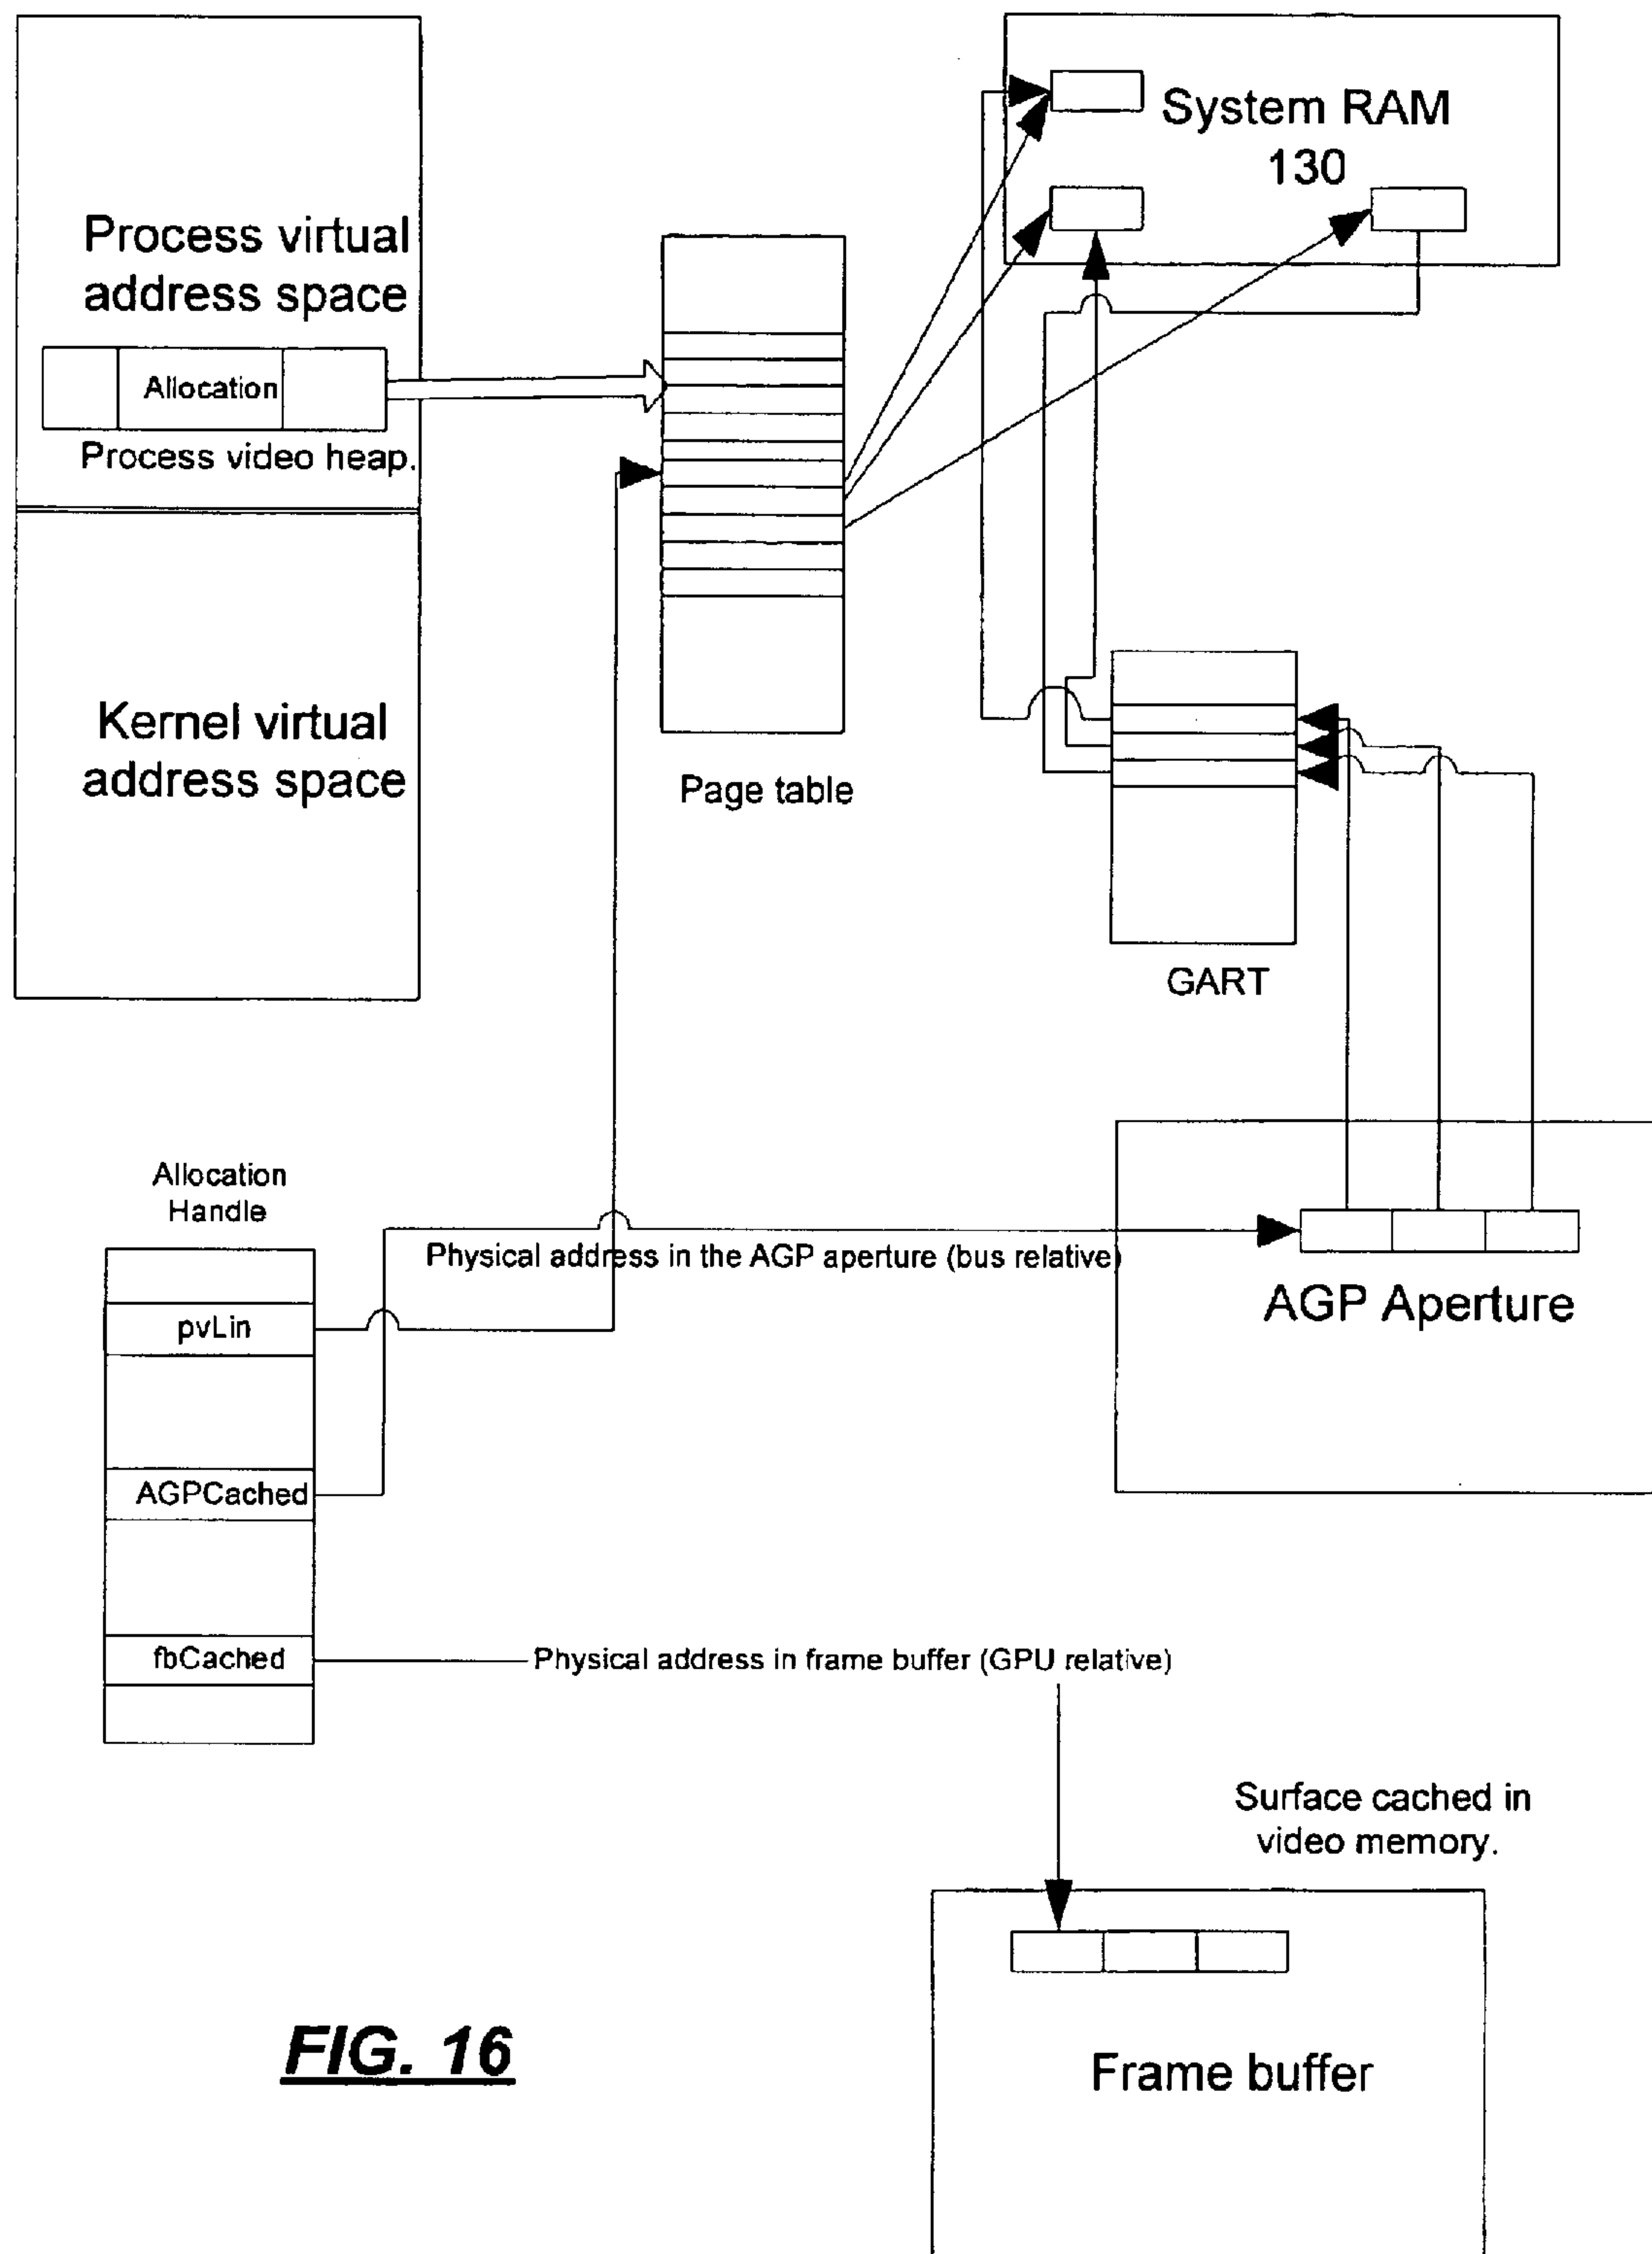 System RAM
130
Process virtual
address space
Allocation
Process video heap.
Kernel virtual
address space
Page table
GART
Allocation
Handle
Physical address in the AGP aperture (bus relative)
pvLin
AGP Aperture
AGPCached
fbCached
Physical address in frame buffer (GPU relative)
Surface cached in
video memory.
FIG. 16
Frame buffer